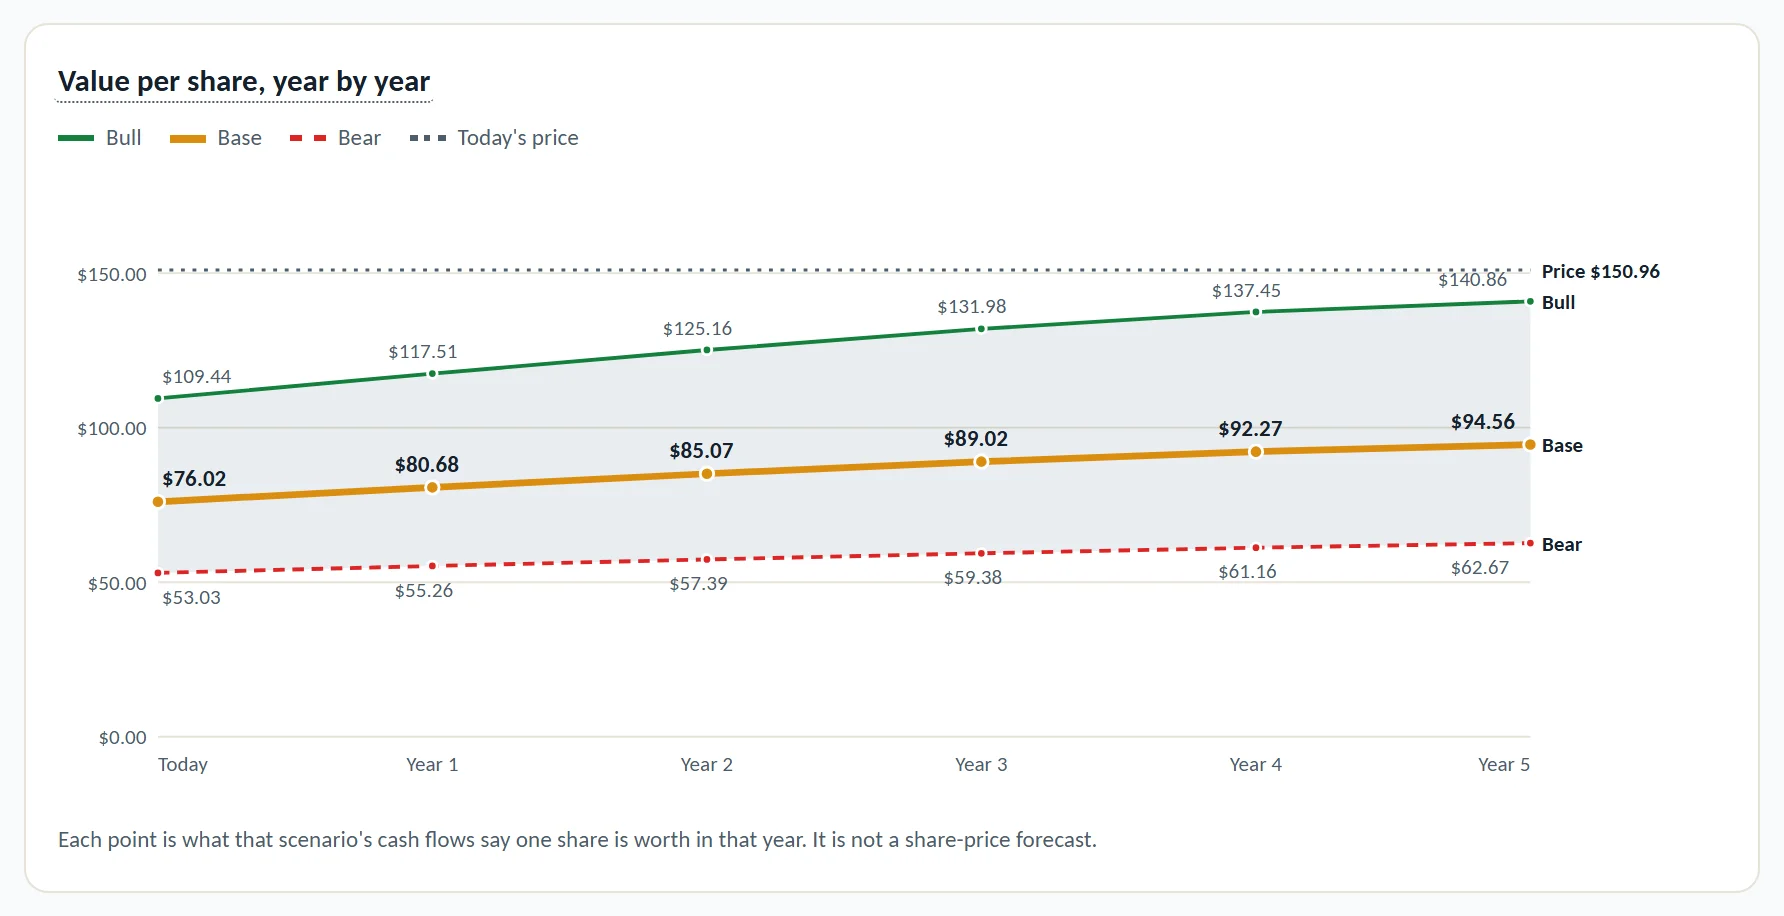 Value per share, year by year
Bull Base Bear Today's price
$150.00 Price $150.96
$140.86
$137.45
Bull
$131.98
$125.16
$117.51
$109.44
$100.00
$94.56
$92.27
$89.02
Base
$85.07
$80.68
$76.02
Bear
$50.00
$53.03 $55.26 $57.39 $59.38 $61.16 $62.67
$0.00
Today Year 1 Year 2 Year 3 Year 4 Year 5
Each point is what that scenario's cash flows say one share is worth in that year. It is not a share-price forecast.